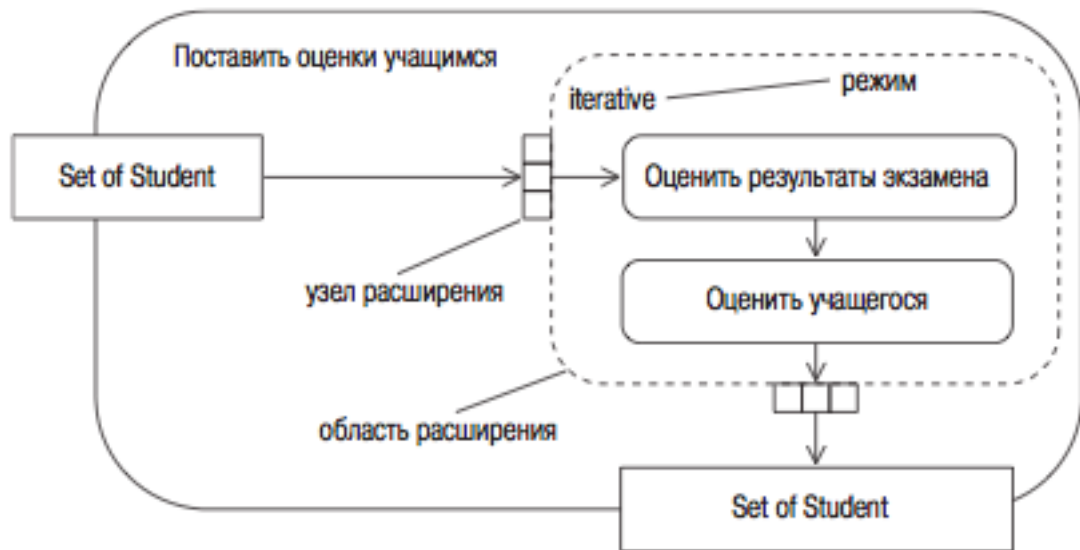 Поставить оценки учащимся
режим
iterative
Set of Student
Оценить результаты экзамена
узел расширения
Оценить учащегося
область расширения
Set of Student